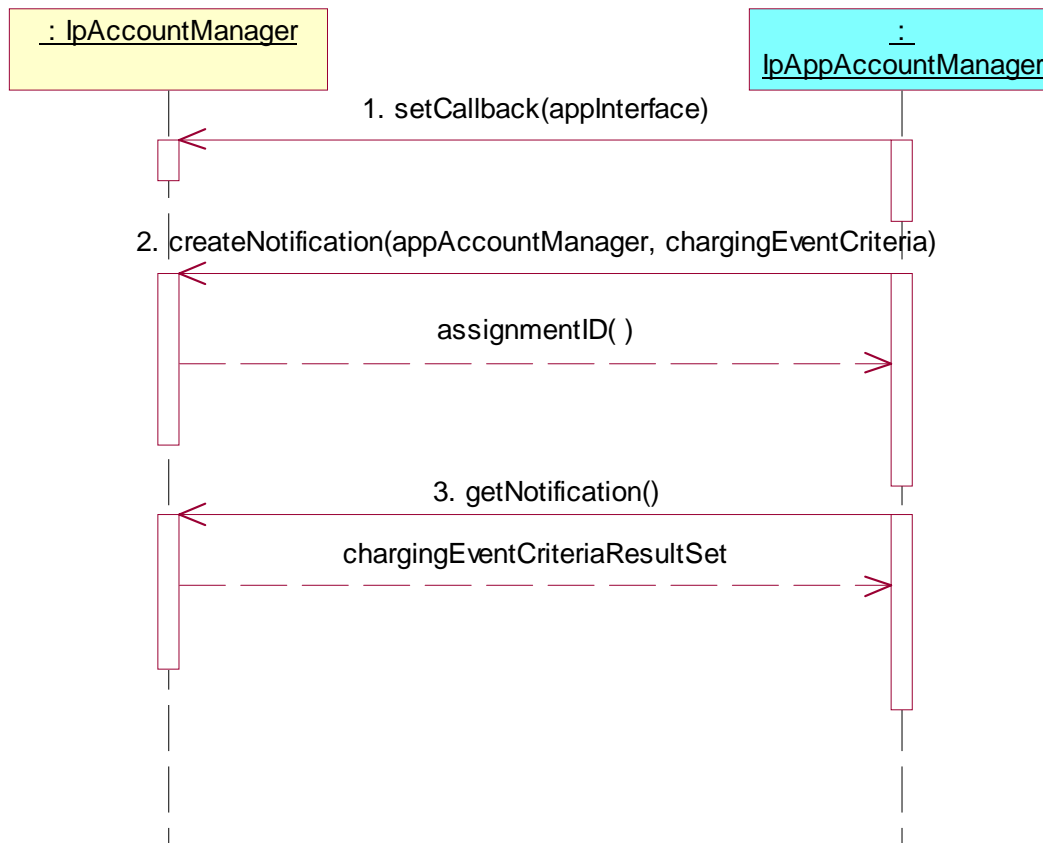 : IpAccountManager
:
IpAppAccountManager
1. setCallback(appInterface)
2. createNotification(appAccountManager, chargingEventCriteria)
assignmentID( )
3. getNotification()
chargingEventCriteriaResultSet